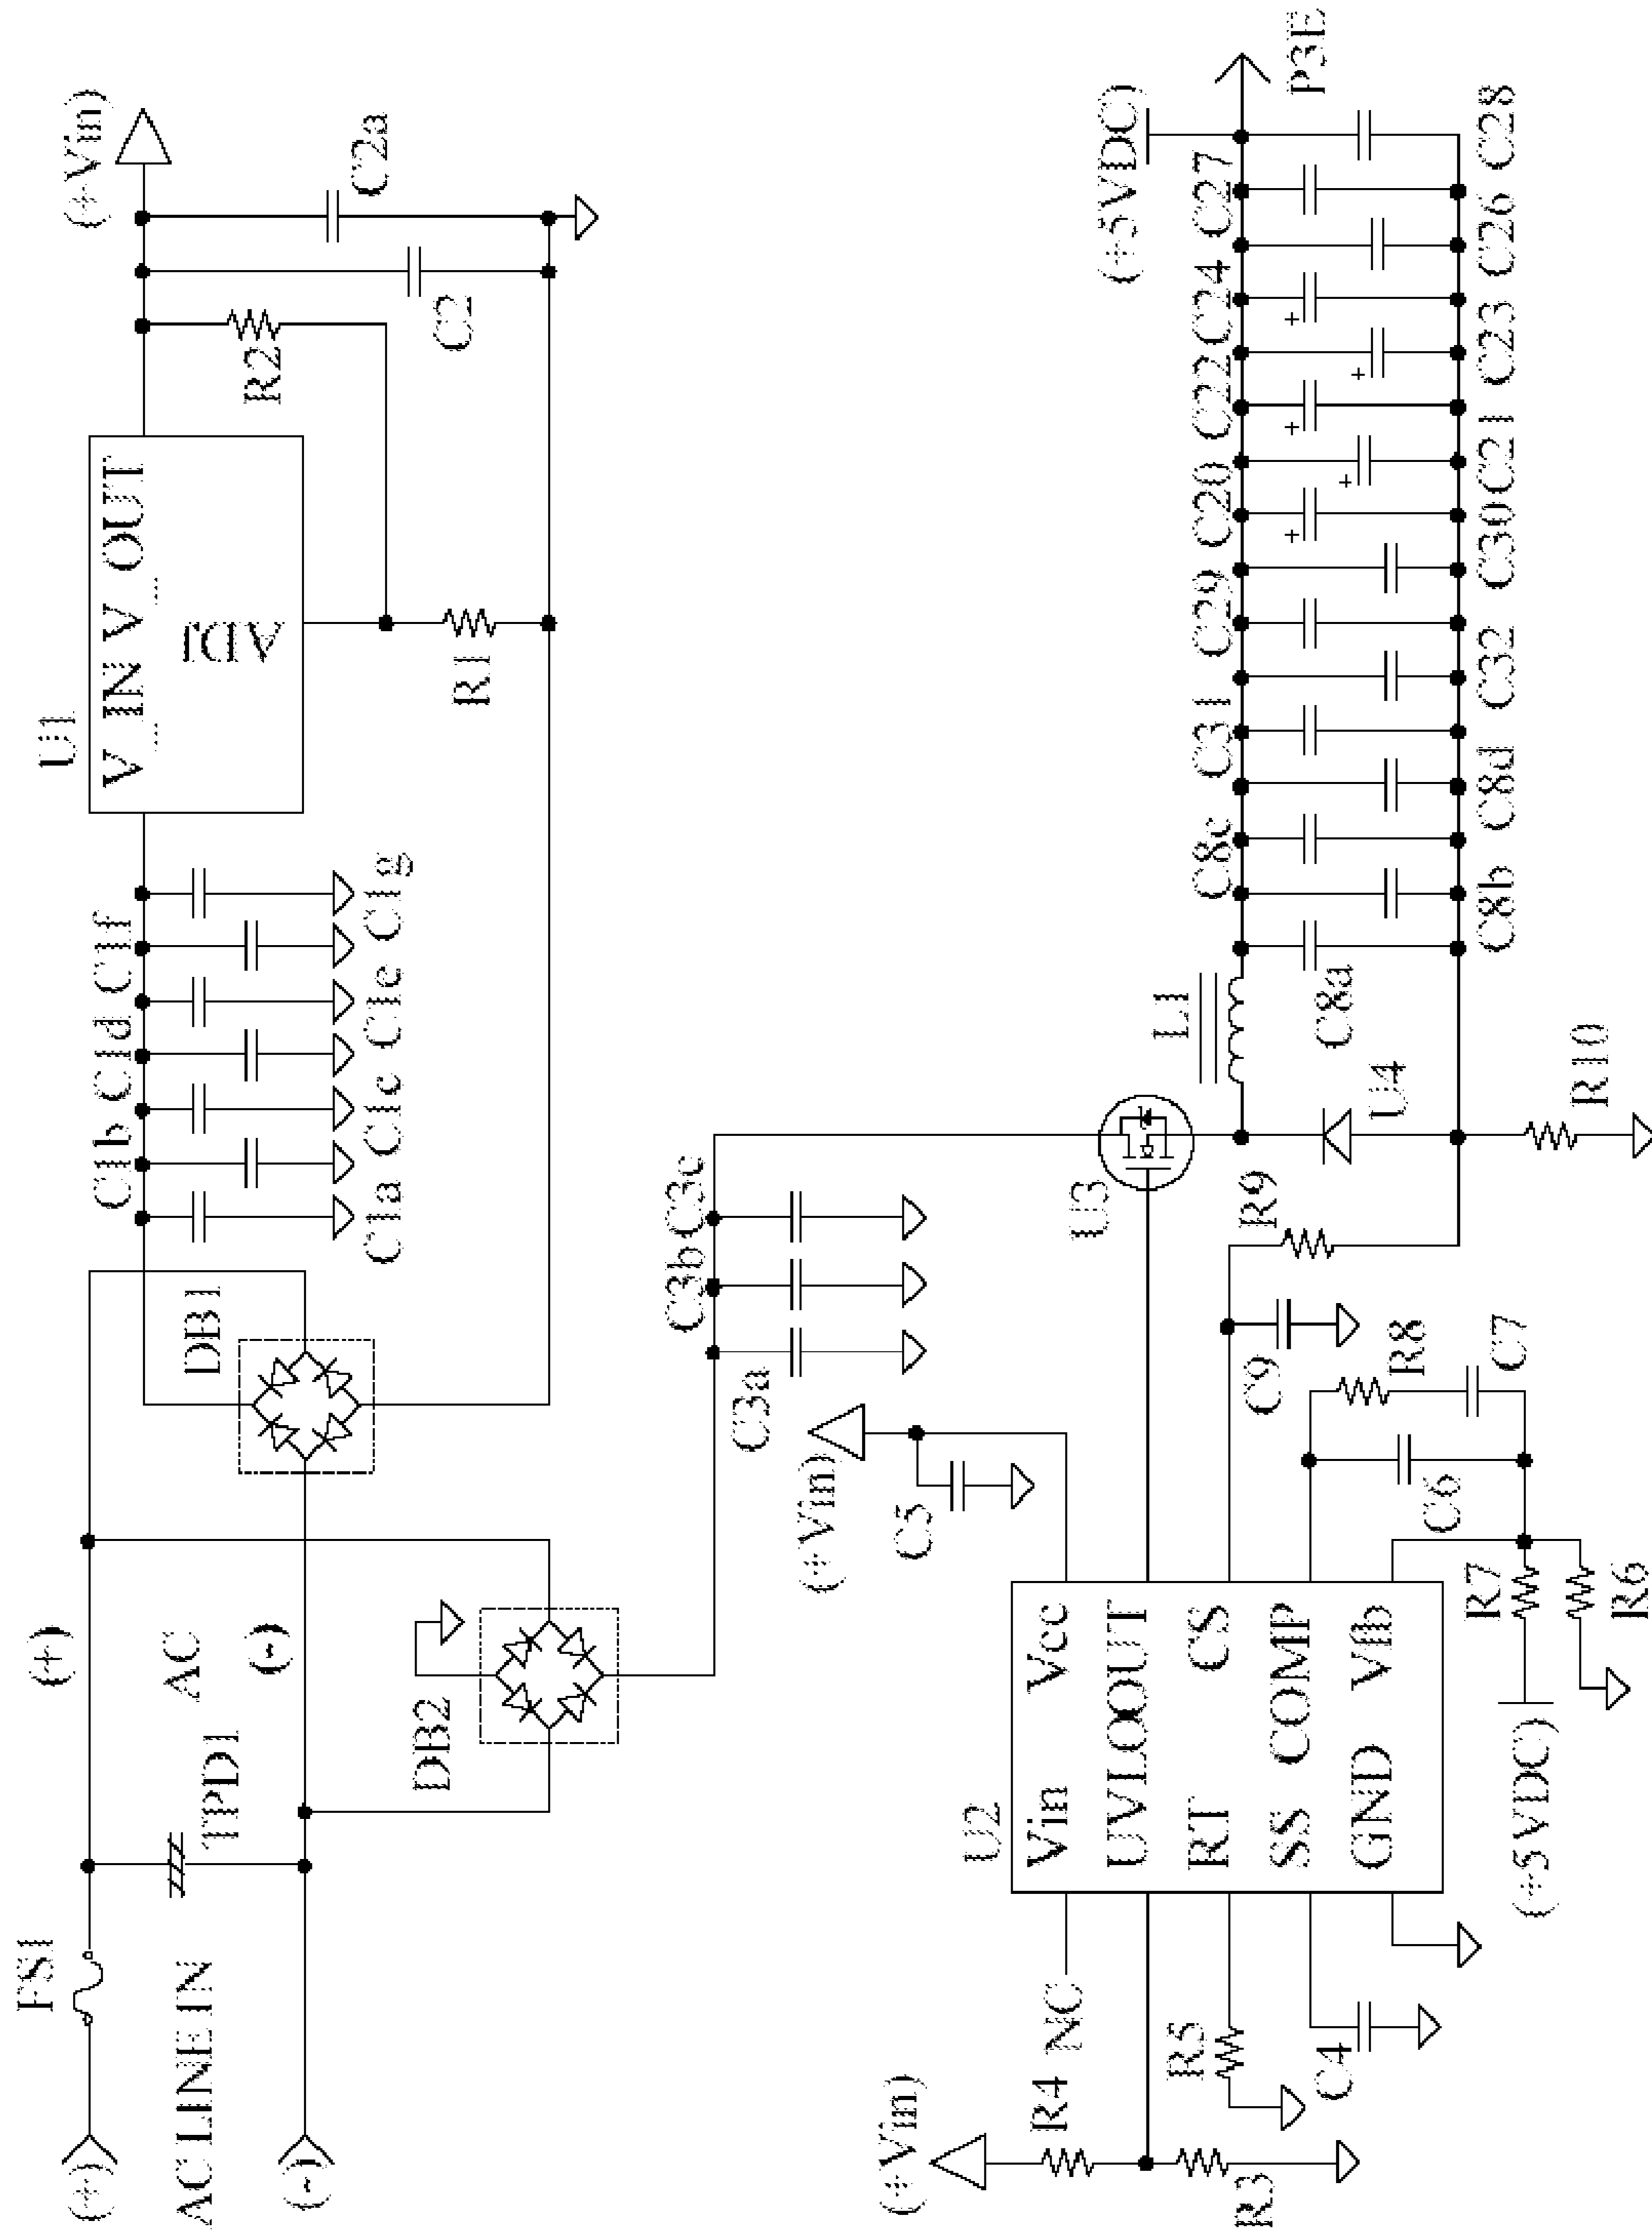 FS1
(+)
AC LINE IN
(-)
TPD1
(+)
AC
(-)
DB1
DB2
C1b C1d C1f
C1a C1c C1e C1g
U1
V_IN V_OUT
ADJ
R1
R2
C2
C2a
(+Vin)
C3a
C3b C3c
(+Vin)
C5
(+Vin)
R4
NC
R3
R5
C4
U2
Vin Vcc
UVLO OUT
RT CS
SS COMP
GND Vfb
(+5VDC)
R7
R6
C6
R8
C7
C9
R9
U3
U4
R10
L1
C8a
C8c C31 C29 C20 C22 C24 C27
C8b C8d C32 C30 C21 C23 C26 C28
(+5VDC)
P3E